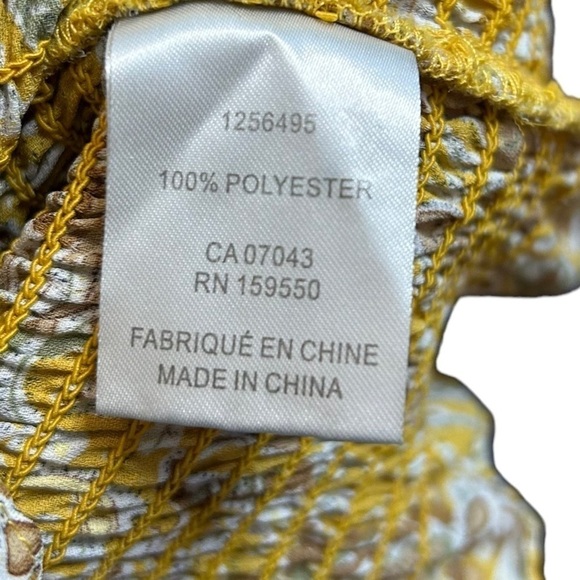 1256495
100% POLYESTER
CA 07043
RN 159550
FABRIQUÉ EN CHINE
MADE IN CHINA